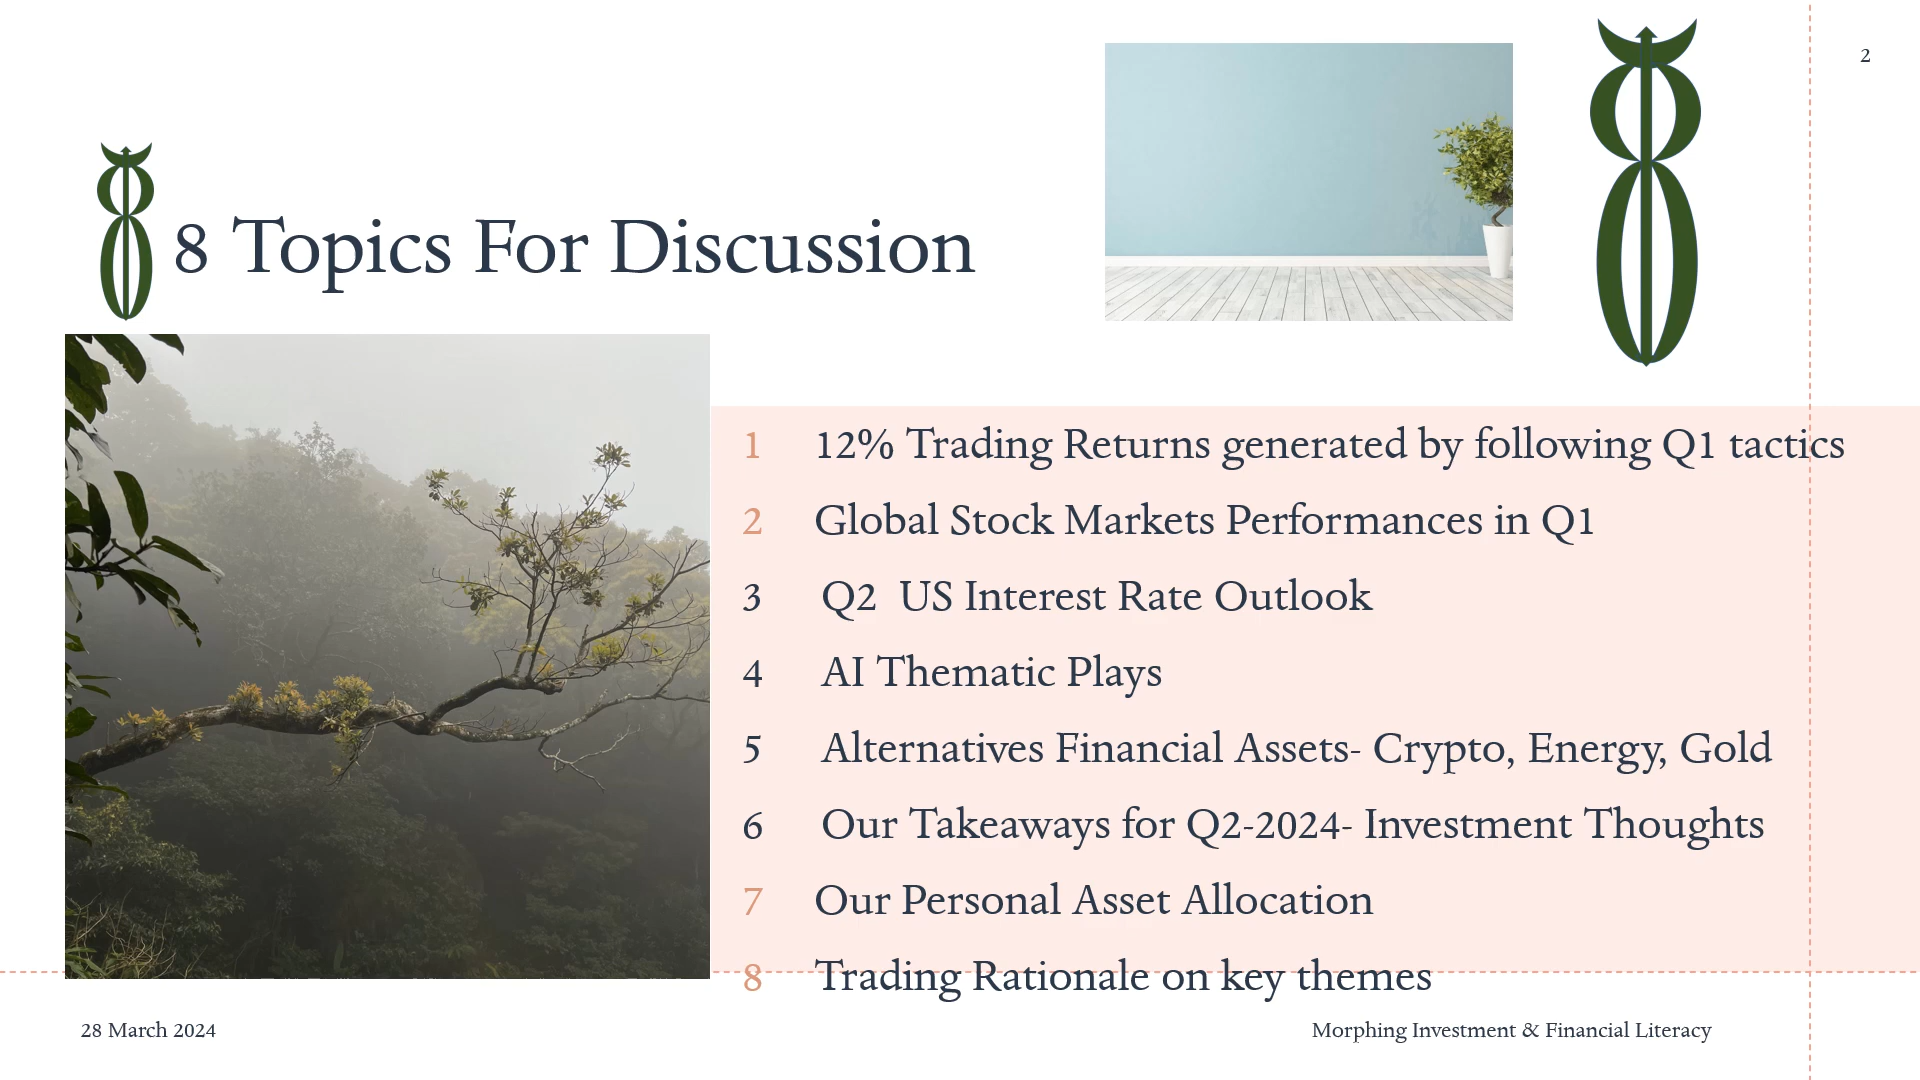 2
8 Topics For Discussion
1 12% Trading Returns generated by following Q1 tactics
2 Global Stock Markets Performances in Q1
3 Q2 US Interest Rate Outlook
4 AI Thematic Plays
5 Alternatives Financial Assets- Crypto, Energy, Gold
6 Our Takeaways for Q2-2024- Investment Thoughts
7 Our Personal Asset Allocation
8 Trading Rationale on key themes
28 March 2024
Morphing Investment & Financial Literacy